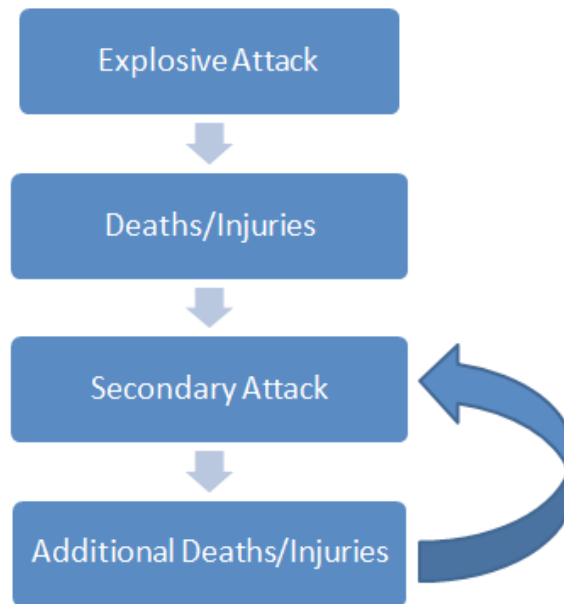 Explosive Attack
Deaths/Injuries
Secondary Attack
Additional Deaths/Injuries